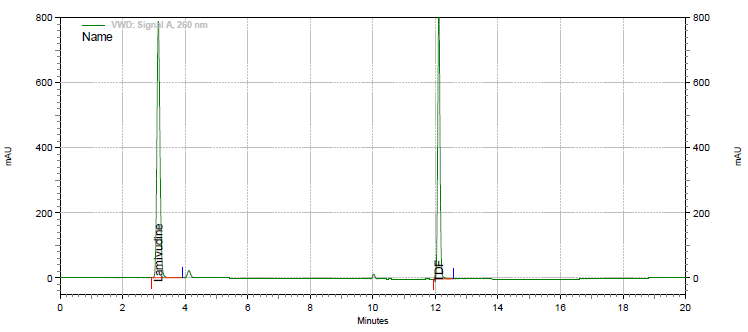 800
600
400
200
0
mAU
VWD: Signal A, 260 nm
Name
Lamivudine
TDF
800
600
400
200
0
mAU
0 2 4 6 8 10 12 14 16 18 20
Minutes